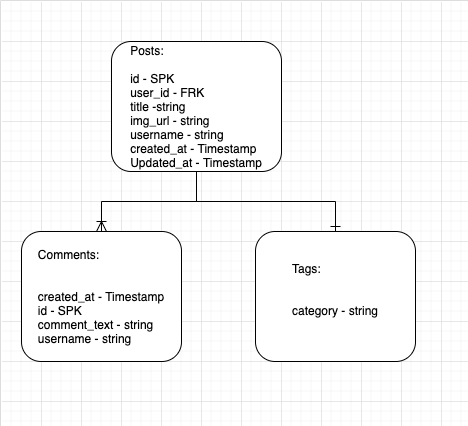 Posts:
id - SPK
user_id - FRK
title -string
img_url - string
username - string
created_at - Timestamp
Updated_at - Timestamp
Comments:
created_at - Timestamp
id - SPK
comment_text - string
username - string
Tags:
category - string